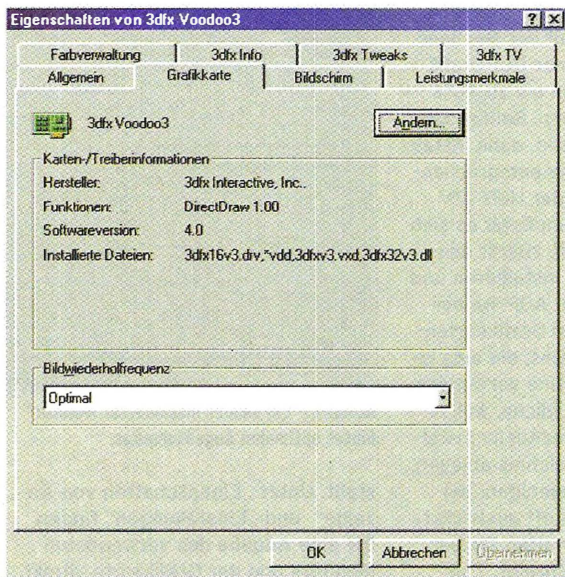 Eigenschaften von 3dfx Voodoo3
Farbverwaltung 3dfx Info 3dfx Tweaks 3dfx TV
Allgemein Grafikkarte Bildschirm Leistungsmerkmale
3dfx Voodoo3 Ändern...
Karten-/Treiberinformationen
Hersteller: 3dfx Interactive, Inc..
Funktionen: DirectDraw 1.00
Softwareversion: 4.0
Installierte Dateien: 3dfx16v3.drv,*vdd,3dfxv3.vxd,3dfx32v3.dll
Bildwiederholfrequenz
Optimal
OK Abbrechen Übernehmen